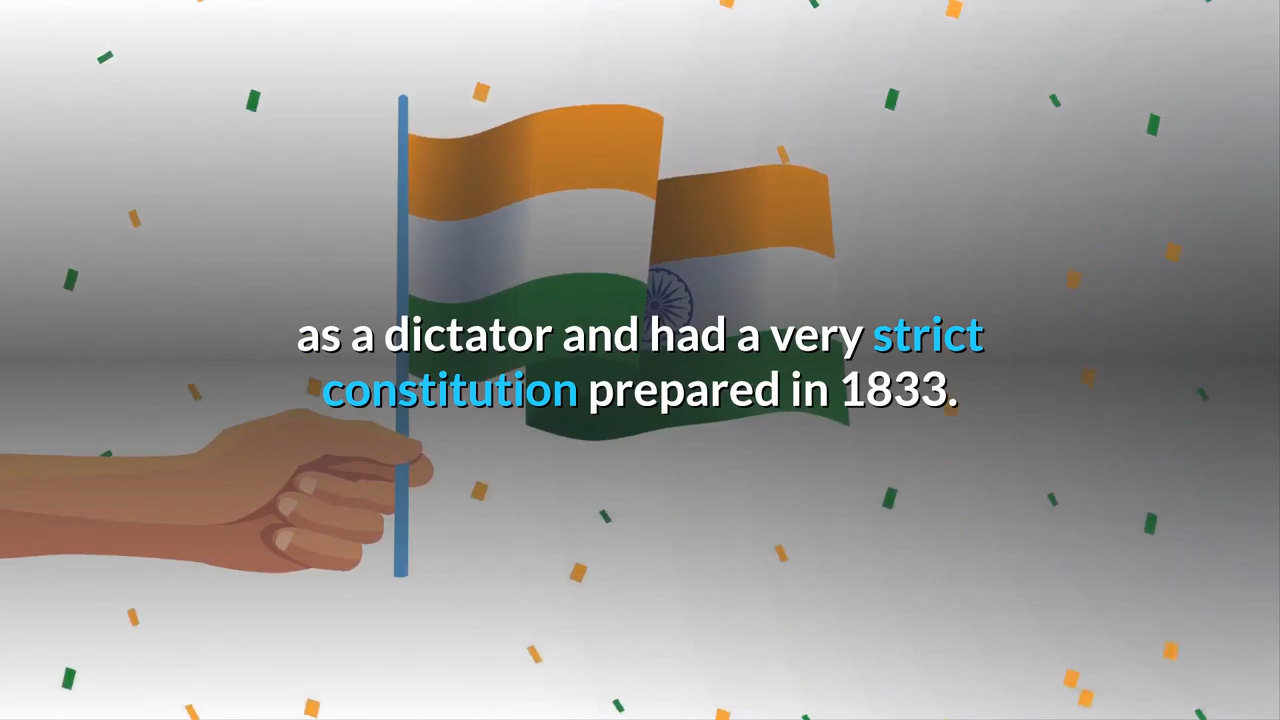 as a dictator and had a very strict
constitution prepared in 1833.